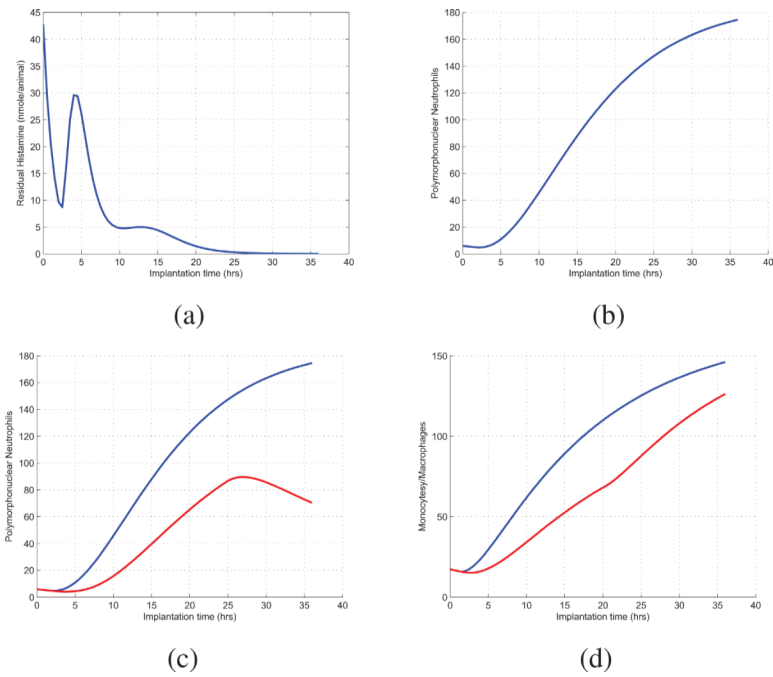 45
40
35
30
25
20
15
10
5
0
Residual Histamine (nmole/animal)
0 5 10 15 20 25 30 35 40
Implantation time (hrs)
(a)
180
160
140
120
100
80
60
40
20
0
Polymorphonuclear Neutrophils
0 5 10 15 20 25 30 35 40
Implantation time (hrs)
(b)
180
160
140
120
100
80
60
40
20
0
Polymorphonuclear Neutrophils
0 5 10 15 20 25 30 35 40
Implantation time (hrs)
(c)
150
100
50
0
Monocytesy/Macrophages
0 5 10 15 20 25 30 35 40
Implantation time (hrs)
(d)